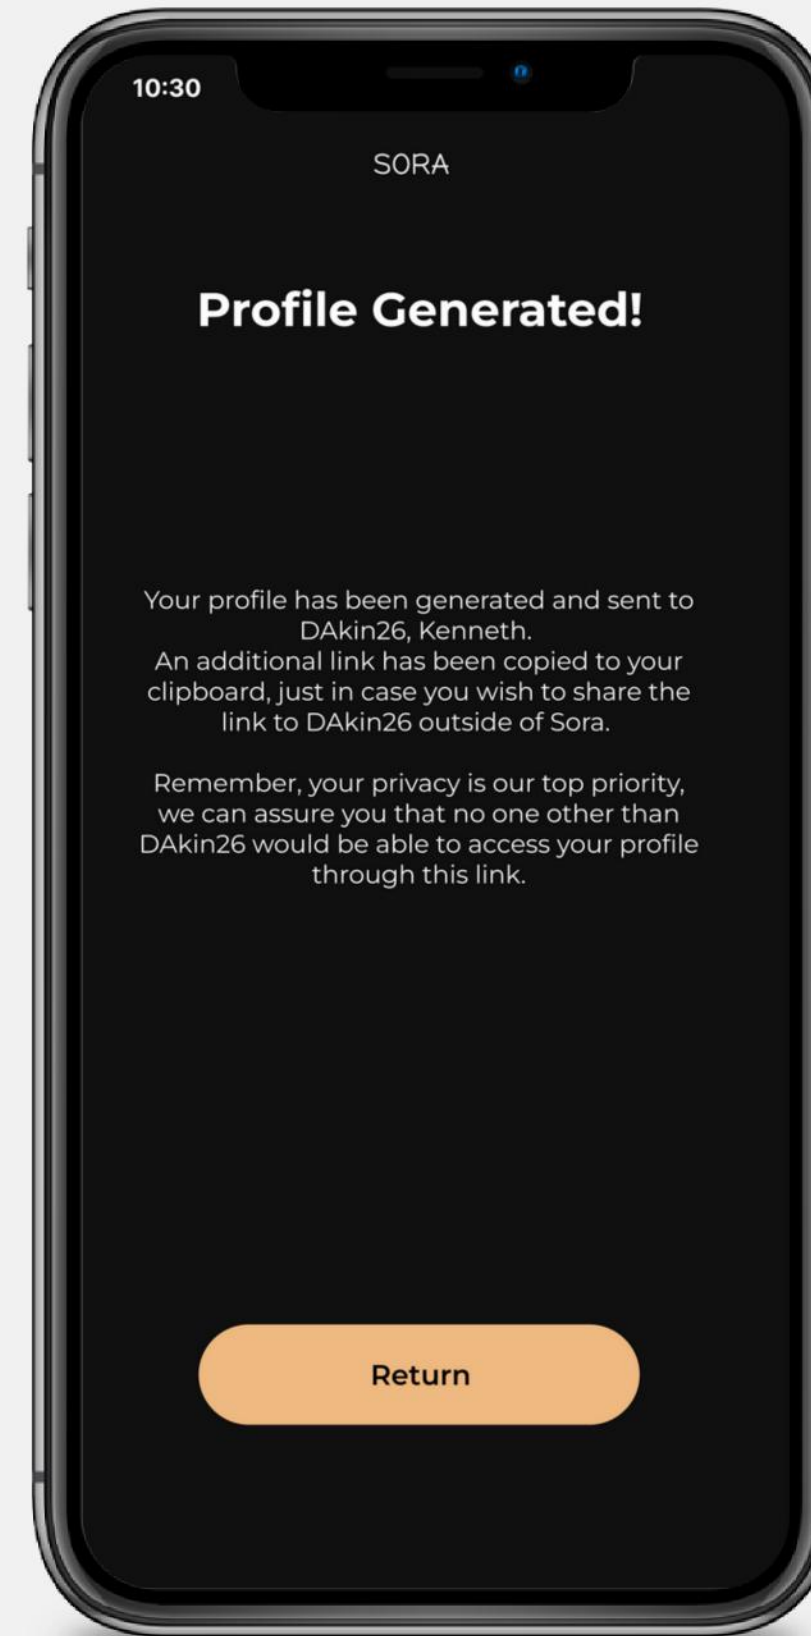 10:30
SORA
Profile Generated!
Your profile has been generated and sent to
DAkin26, Kenneth.
An additional link has been copied to your
clipboard, just in case you wish to share the
link to DAkin26 outside of Sora.
Remember, your privacy is our top priority,
we can assure you that no one other than
DAkin26 would be able to access your profile
through this link.
Return